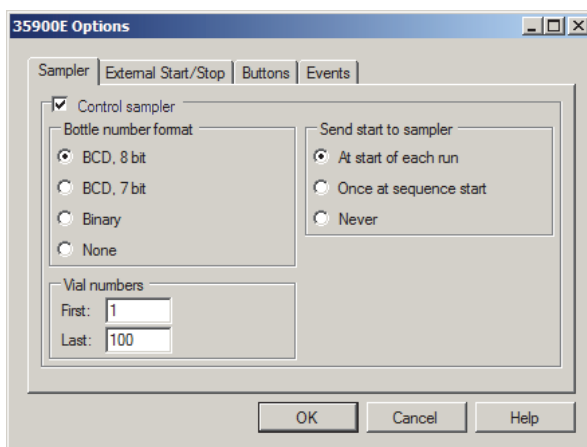 35900E Options
Sampler External Start/Stop Buttons Events
Control sampler
Bottle number format
BCD, 8 bit
BCD, 7 bit
Binary
None
Send start to sampler
At start of each run
Once at sequence start
Never
Vial numbers
First: 1
Last: 100
OK Cancel Help